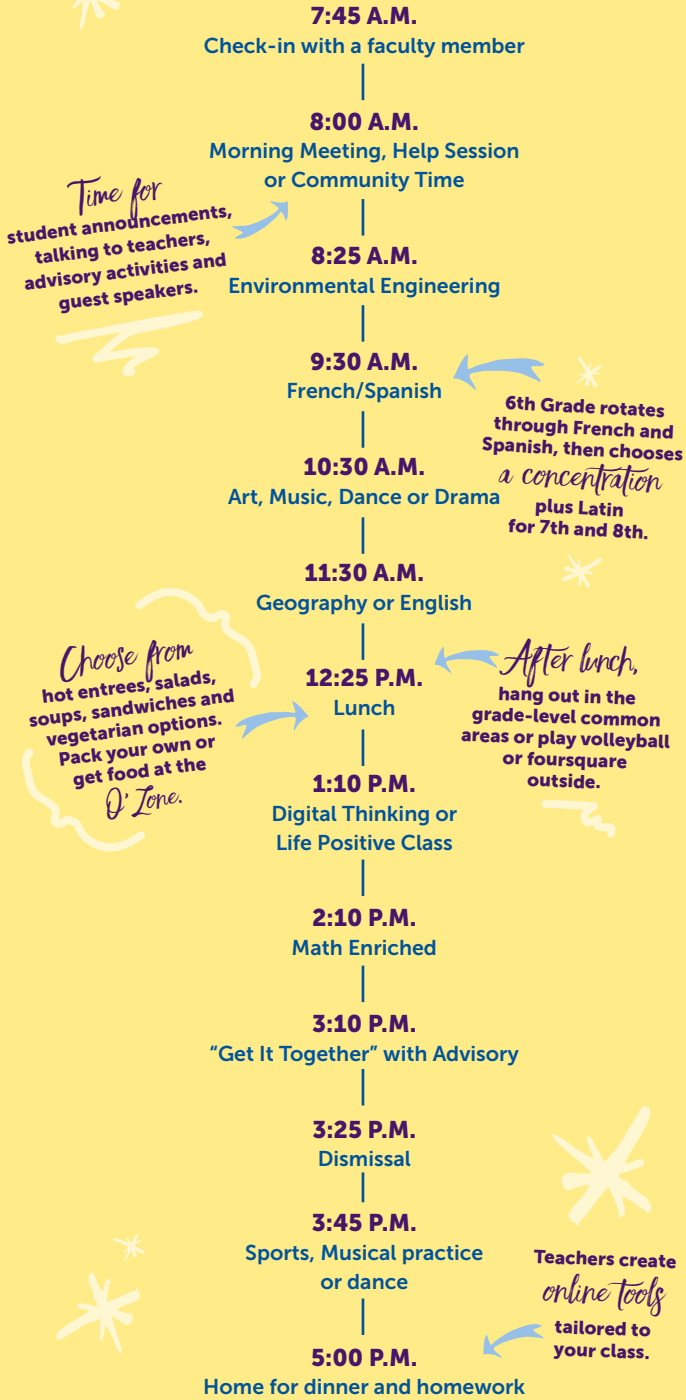 7:45 A.M.
Check-in with a faculty member
8:00 A.M.
Morning Meeting, Help Session
or Community Time
Time for
student announcements,
talking to teachers,
advisory activities and
guest speakers.
8:25 A.M.
Environmental Engineering
9:30 A.M.
French/Spanish
6th Grade rotates
through French and
Spanish, then chooses
a concentration
plus Latin
for 7th and 8th.
10:30 A.M.
Art, Music, Dance or Drama
11:30 A.M.
Geography or English
12:25 P.M.
Lunch
Choose from
hot entrees, salads,
soups, sandwiches and
vegetarian options.
Pack your own or
get food at the
O' Zone.
After lunch,
hang out in the
grade-level common
areas or play volleyball
or foursquare
outside.
1:10 P.M.
Digital Thinking or
Life Positive Class
2:10 P.M.
Math Enriched
3:10 P.M.
“Get It Together” with Advisory
3:25 P.M.
Dismissal
3:45 P.M.
Sports, Musical practice
or dance
5:00 P.M.
Home for dinner and homework
Teachers create
online tools
tailored to
your class.